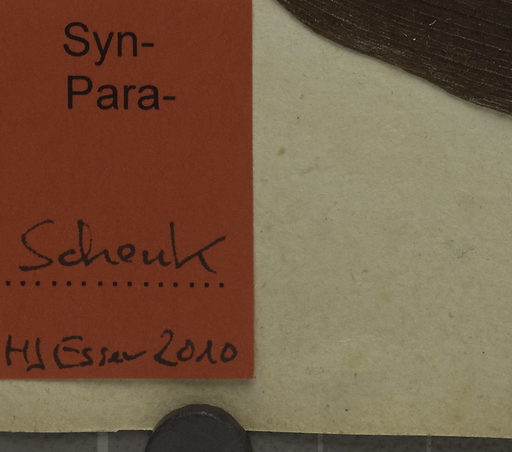 Syn-
Para-
Schenk
HJ Esser 2010